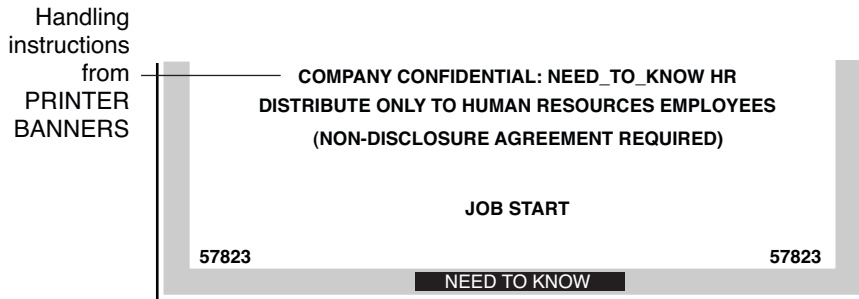 Handling
instructions
from
PRINTER
BANNERS
COMPANY CONFIDENTIAL: NEED_TO_KNOW HR
DISTRIBUTE ONLY TO HUMAN RESOURCES EMPLOYEES
(NON-DISCLOSURE AGREEMENT REQUIRED)
JOB START
57823 57823
NEED TO KNOW